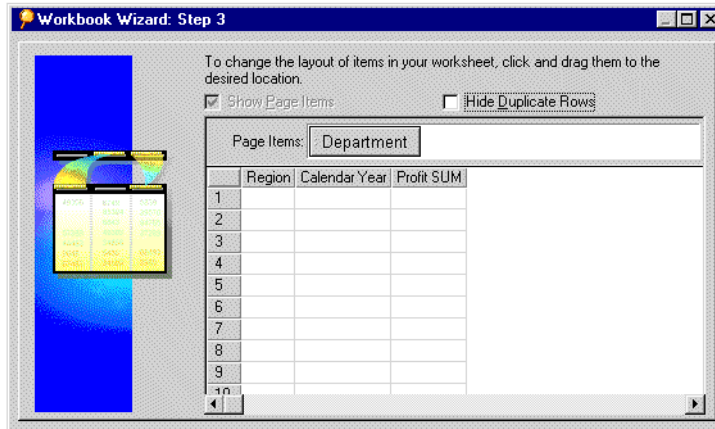 Workbook Wizard: Step 3
To change the layout of items in your worksheet, click and drag them to the
desired location.
Show Page Items Hide Duplicate Rows
Page Items: Department
Region Calendar Year Profit SUM
1
2
3
4
5
6
7
8
9
10